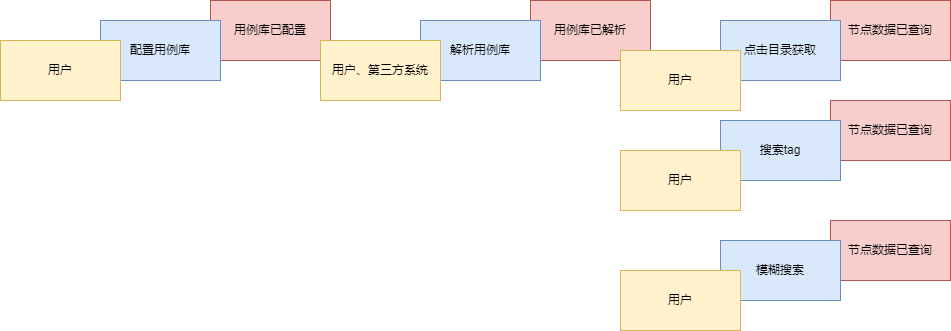 用例库已配置
配置用例库
用户
用例库已解析
解析用例库
用户、第三方系统
节点数据已查询
点击目录获取
用户
节点数据已查询
搜索tag
用户
节点数据已查询
模糊搜索
用户